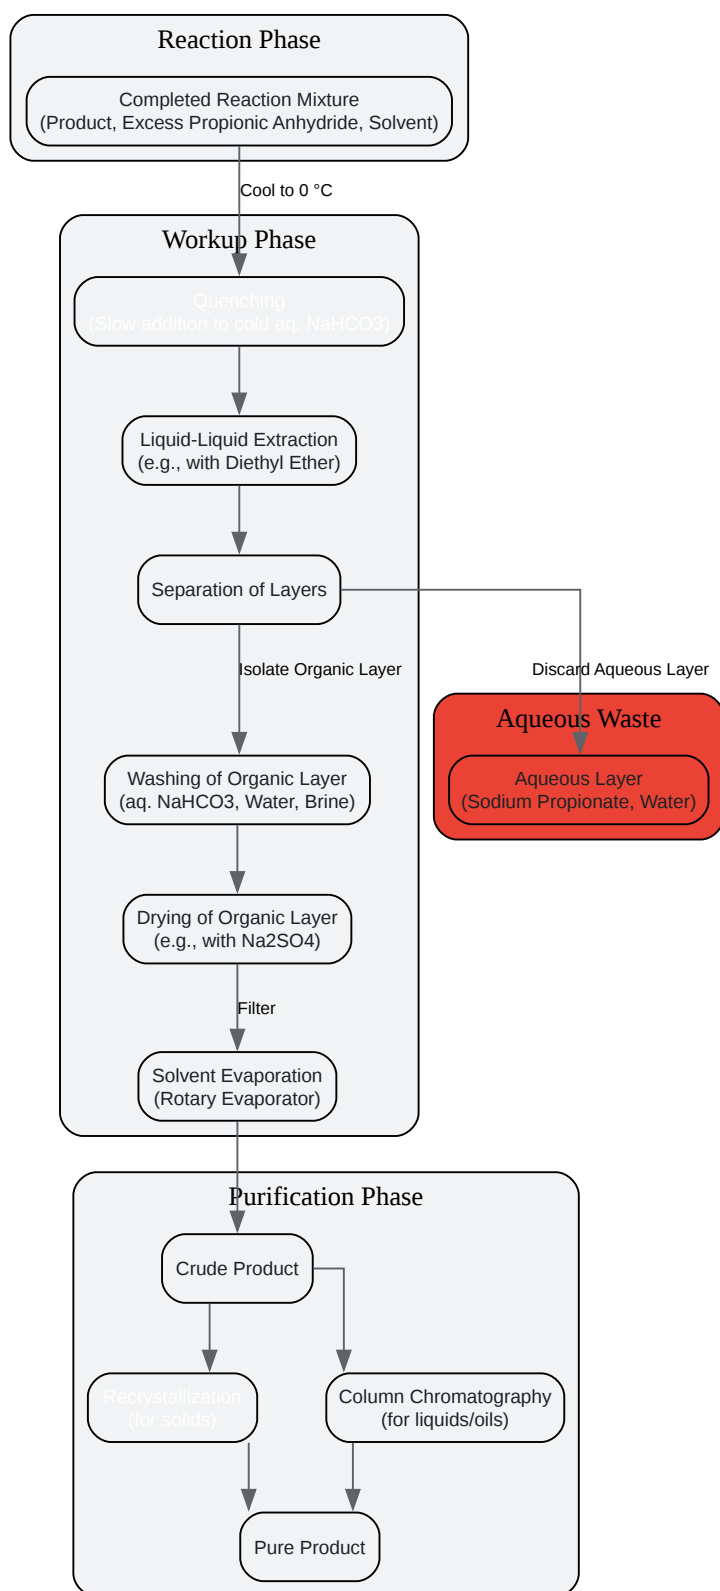 Reaction Phase
Completed Reaction Mixture
(Product, Excess Propionic Anhydride, Solvent)
Cool to 0 °C
Workup Phase
Quenching
(Slow addition to cold aq. NaHCO3)
Liquid-Liquid Extraction
(e.g., with Diethyl Ether)
Separation of Layers
Isolate Organic Layer
Discard Aqueous Layer
Aqueous Waste
Washing of Organic Layer
(aq. NaHCO3, Water, Brine)
Aqueous Layer
(Sodium Propionate, Water)
Drying of Organic Layer
(e.g., with Na2SO4)
Filter
Solvent Evaporation
(Rotary Evaporator)
Purification Phase
Crude Product
Recrystallization
(for solids)
Column Chromatography
(for liquids/oils)
Pure Product